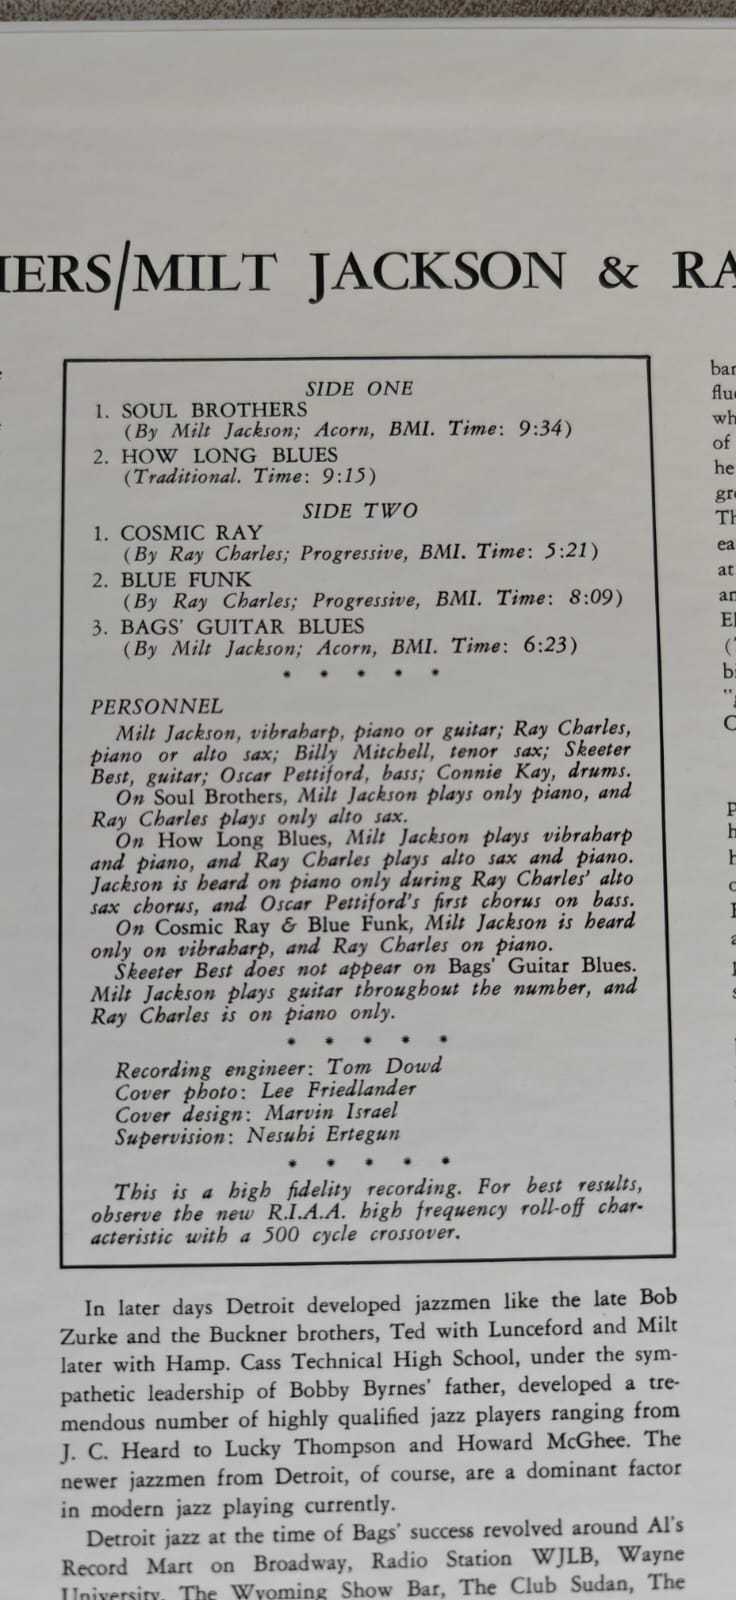 HERS/MILT JACKSON & RA
SIDE ONE
1. SOUL BROTHERS
(By Milt Jackson; Acorn, BMI. Time: 9:34)
2. HOW LONG BLUES
(Traditional. Time: 9:15)
SIDE TWO
1. COSMIC RAY
(By Ray Charles; Progressive, BMI. Time: 5:21)
2. BLUE FUNK
(By Ray Charles; Progressive, BMI. Time: 8:09)
3. BAGS' GUITAR BLUES
(By Milt Jackson; Acorn, BMI. Time: 6:23)
* * * * *
PERSONNEL
Milt Jackson, vibraharp, piano or guitar; Ray Charles,
piano or alto sax; Billy Mitchell, tenor sax; Skeeter
Best, guitar; Oscar Pettiford, bass; Connie Kay, drums.
On Soul Brothers, Milt Jackson plays only piano, and
Ray Charles plays only alto sax.
On How Long Blues, Milt Jackson plays vibraharp
and piano, and Ray Charles plays alto sax and piano.
Jackson is heard on piano only during Ray Charles' alto
sax chorus, and Oscar Pettiford's first chorus on bass.
On Cosmic Ray & Blue Funk, Milt Jackson is heard
only on vibraharp, and Ray Charles on piano.
Skeeter Best does not appear on Bags' Guitar Blues.
Milt Jackson plays guitar throughout the number, and
Ray Charles is on piano only.
* * * * *
Recording engineer: Tom Dowd
Cover photo: Lee Friedlander
Cover design: Marvin Israel
Supervision: Nesuhi Ertegun
* * * * *
This is a high fidelity recording. For best results,
observe the new R.I.A.A. high frequency roll-off char-
acteristic with a 500 cycle crossover.
In later days Detroit developed jazzmen like the late Bob
Zurke and the Buckner brothers, Ted with Lunceford and Milt
later with Hamp. Cass Technical High School, under the sym-
pathetic leadership of Bobby Byrnes' father, developed a tre-
mendous number of highly qualified jazz players ranging from
J. C. Heard to Lucky Thompson and Howard McGhee. The
newer jazzmen from Detroit, of course, are a dominant factor
in modern jazz playing currently.
Detroit jazz at the time of Bags' success revolved around Al's
Record Mart on Broadway, Radio Station WJLB, Wayne
University, The Wyoming Show Bar, The Club Sudan, The
bar
flue
wh
of
he
gre
Th
ea
at
an
El
bi